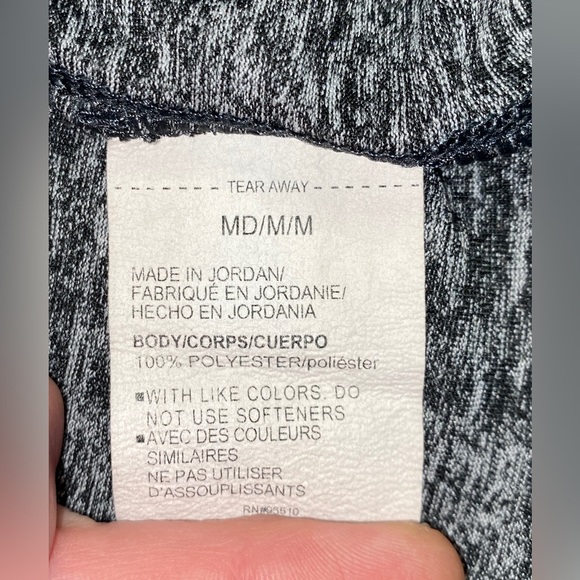 TEAR AWAY
MD/M/M
MADE IN JORDAN/
FABRIQUÉ EN JORDANIE/
HECHO EN JORDANIA
BODY/CORPS/CUERPO
100% POLYESTER/poliéster
WITH LIKE COLORS. DO
NOT USE SOFTENERS
AVEC DES COULEURS
SIMILAIRES
NE PAS UTILISER
D'ASSOUPLISSANTS